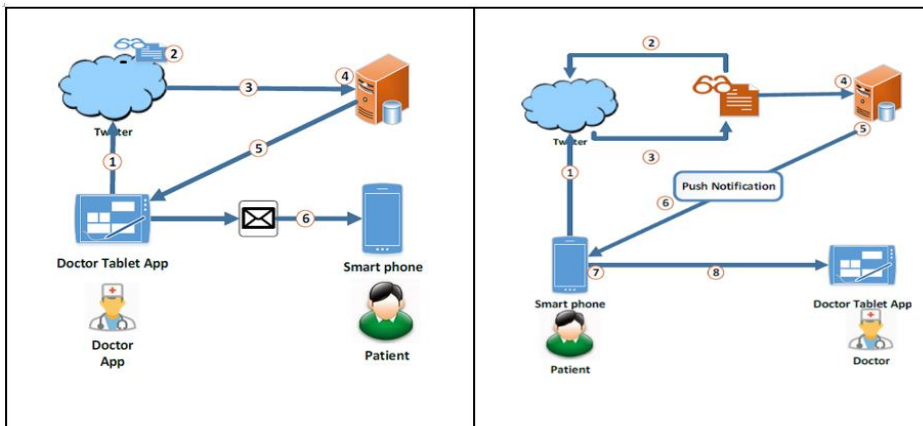 2
3
4
Twitter
1
5
6
Doctor Tablet App
Smart phone
Doctor
App
Patient
2
4
Twitter
3
5
1
Push Notification
6
7
8
Smart phone
Doctor Tablet App
Patient
Doctor